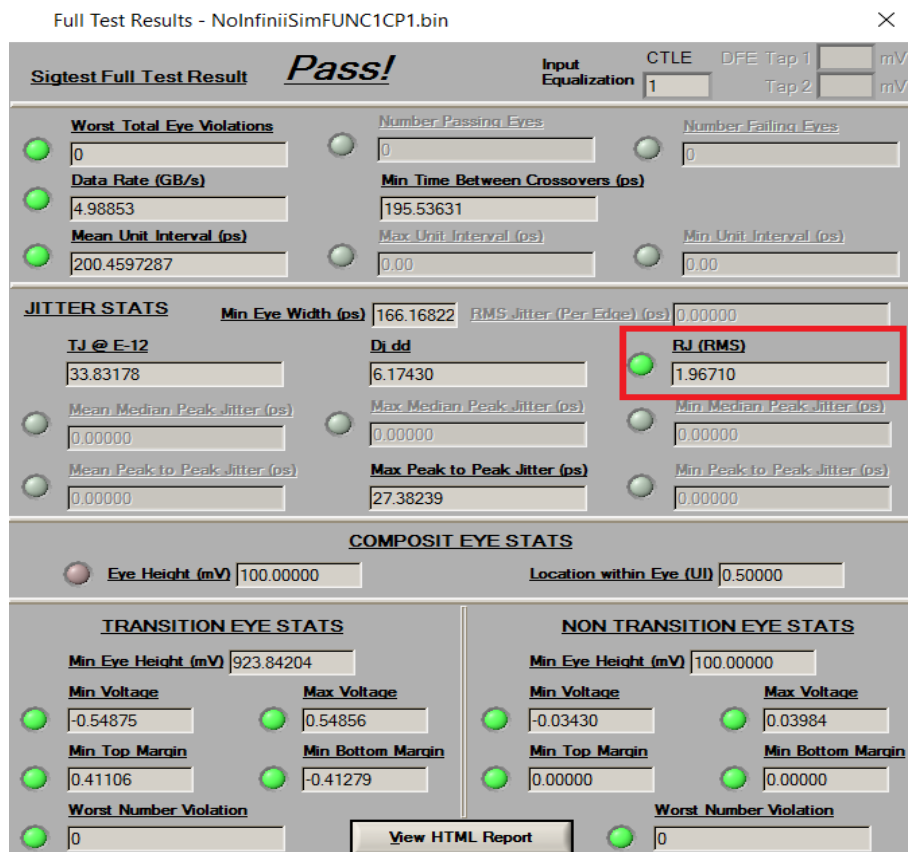 Full Test Results - NoInfiniiSimFUNC1CP1.bin
Sigtest Full Test Result
Pass!
Input Equalization
CTLE
1
DFE Tap 1 mV
Tap 2 mV
Worst Total Eye Violations
0
Number Passing Eyes
0
Number Failing Eyes
0
Data Rate (GB/s)
4.98853
Min Time Between Crossovers (ps)
195.53631
Mean Unit Interval (ps)
200.4597287
Max Unit Interval (ps)
0.00
Min Unit Interval (ps)
0.00
JITTER STATS
Min Eye Width (ps) 166.16822
RMS Jitter (Per Edge) (ps) 0.00000
TJ @ E-12
33.83178
Dj dd
6.17430
RJ (RMS)
1.96710
Mean Median Peak Jitter (ps)
0.00000
Max Median Peak Jitter (ps)
0.00000
Min Median Peak Jitter (ps)
0.00000
Mean Peak to Peak Jitter (ps)
0.00000
Max Peak to Peak Jitter (ps)
27.38239
Min Peak to Peak Jitter (ps)
0.00000
COMPOSIT EYE STATS
Eye Height (mV) 100.00000
Location within Eye (UI) 0.50000
TRANSITION EYE STATS
Min Eye Height (mV) 923.84204
Min Voltage
-0.54875
Max Voltage
0.54856
Min Top Margin
0.41106
Min Bottom Margin
-0.41279
Worst Number Violation
0
View HTML Report
NON TRANSITION EYE STATS
Min Eye Height (mV) 100.00000
Min Voltage
-0.03430
Max Voltage
0.03984
Min Top Margin
0.00000
Min Bottom Margin
0.00000
Worst Number Violation
0